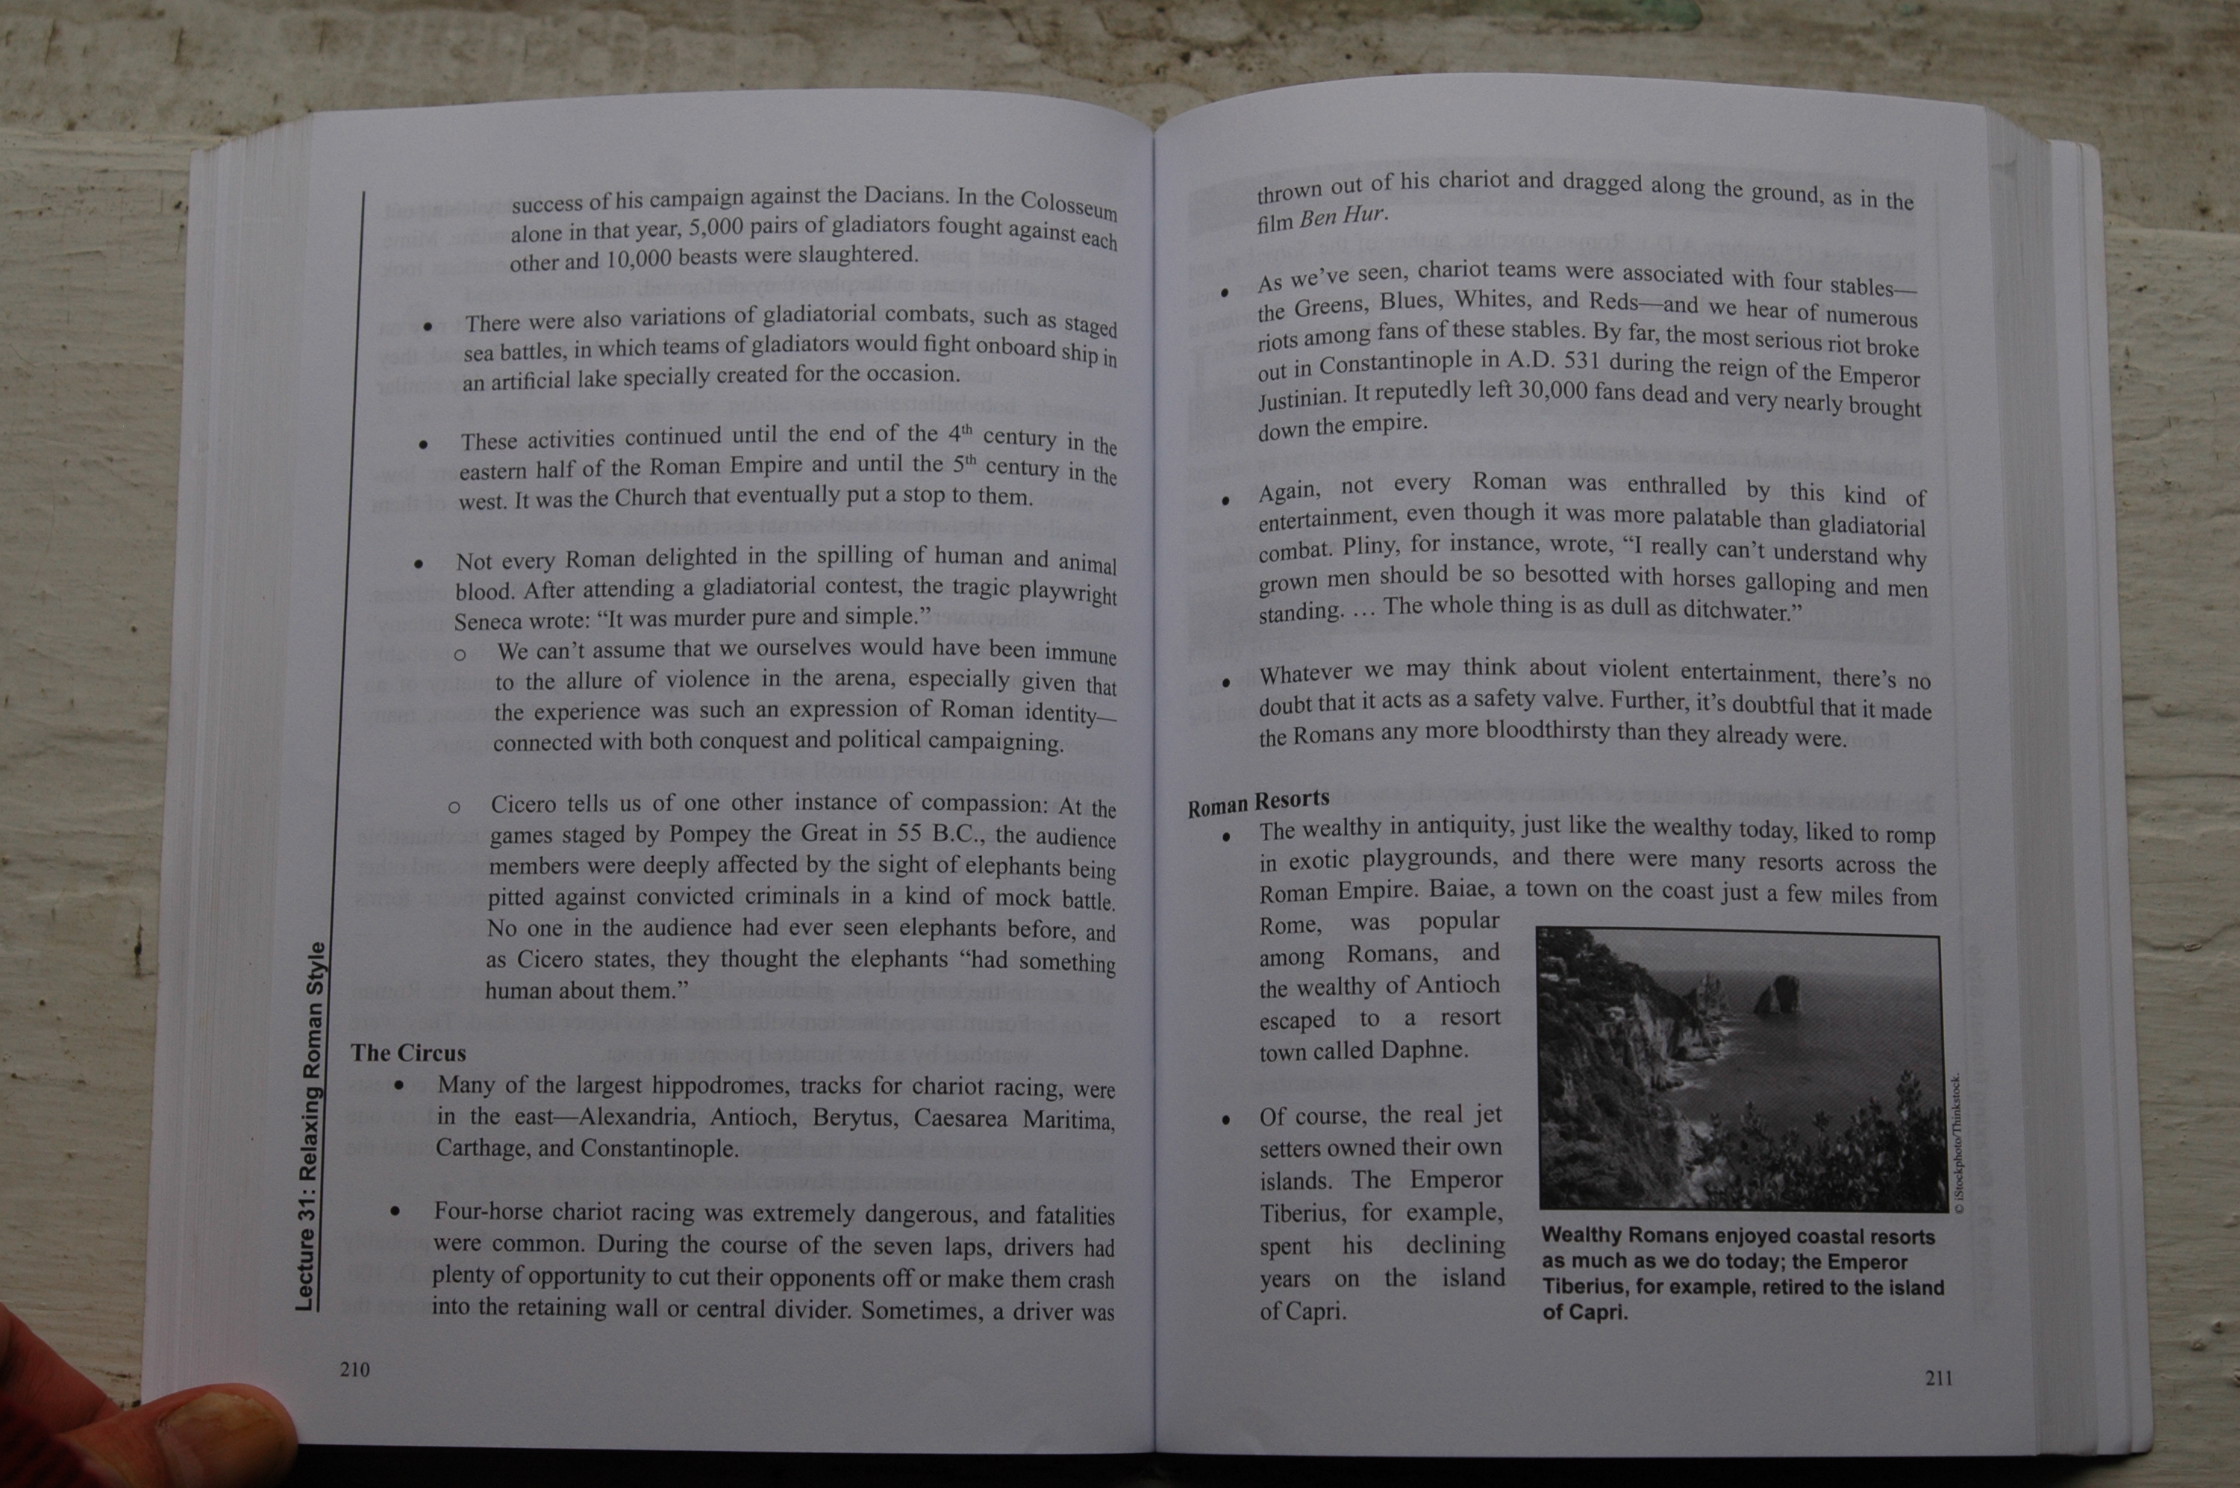 success of his campaign against the Dacians. In the Colosseum
alone in that year, 5,000 pairs of gladiators fought against each
other and 10,000 beasts were slaughtered.
• There were also variations of gladiatorial combats, such as staged
sea battles, in which teams of gladiators would fight onboard ship in
an artificial lake specially created for the occasion.
• These activities continued until the end of the 4th century in the
eastern half of the Roman Empire and until the 5th century in the
west. It was the Church that eventually put a stop to them.
• Not every Roman delighted in the spilling of human and animal
blood. After attending a gladiatorial contest, the tragic playwright
Seneca wrote: “It was murder pure and simple.”
o We can’t assume that we ourselves would have been immune
to the allure of violence in the arena, especially given that
the experience was such an expression of Roman identity—
connected with both conquest and political campaigning.
o Cicero tells us of one other instance of compassion: At the
games staged by Pompey the Great in 55 B.C., the audience
members were deeply affected by the sight of elephants being
pitted against convicted criminals in a kind of mock battle.
No one in the audience had ever seen elephants before, and
as Cicero states, they thought the elephants “had something
human about them.”
The Circus
• Many of the largest hippodromes, tracks for chariot racing, were
in the east—Alexandria, Antioch, Berytus, Caesarea Maritima,
Carthage, and Constantinople.
• Four-horse chariot racing was extremely dangerous, and fatalities
were common. During the course of the seven laps, drivers had
plenty of opportunity to cut their opponents off or make them crash
into the retaining wall or central divider. Sometimes, a driver was
Lecture 31: Relaxing Roman Style
210
thrown out of his chariot and dragged along the ground, as in the
film Ben Hur.
• As we’ve seen, chariot teams were associated with four stables—
the Greens, Blues, Whites, and Reds—and we hear of numerous
riots among fans of these stables. By far, the most serious riot broke
out in Constantinople in A.D. 531 during the reign of the Emperor
Justinian. It reputedly left 30,000 fans dead and very nearly brought
down the empire.
• Again, not every Roman was enthralled by this kind of
entertainment, even though it was more palatable than gladiatorial
combat. Pliny, for instance, wrote, “I really can’t understand why
grown men should be so besotted with horses galloping and men
standing. … The whole thing is as dull as ditchwater.”
• Whatever we may think about violent entertainment, there’s no
doubt that it acts as a safety valve. Further, it’s doubtful that it made
the Romans any more bloodthirsty than they already were.
Roman Resorts
• The wealthy in antiquity, just like the wealthy today, liked to romp
in exotic playgrounds, and there were many resorts across the
Roman Empire. Baiae, a town on the coast just a few miles from
Rome, was popular
among Romans, and
the wealthy of Antioch
escaped to a resort
town called Daphne.
• Of course, the real jet
setters owned their own
islands. The Emperor
Tiberius, for example,
spent his declining
years on the island
of Capri.
© iStockphoto/Thinkstock.
Wealthy Romans enjoyed coastal resorts
as much as we do today; the Emperor
Tiberius, for example, retired to the island
of Capri.
211